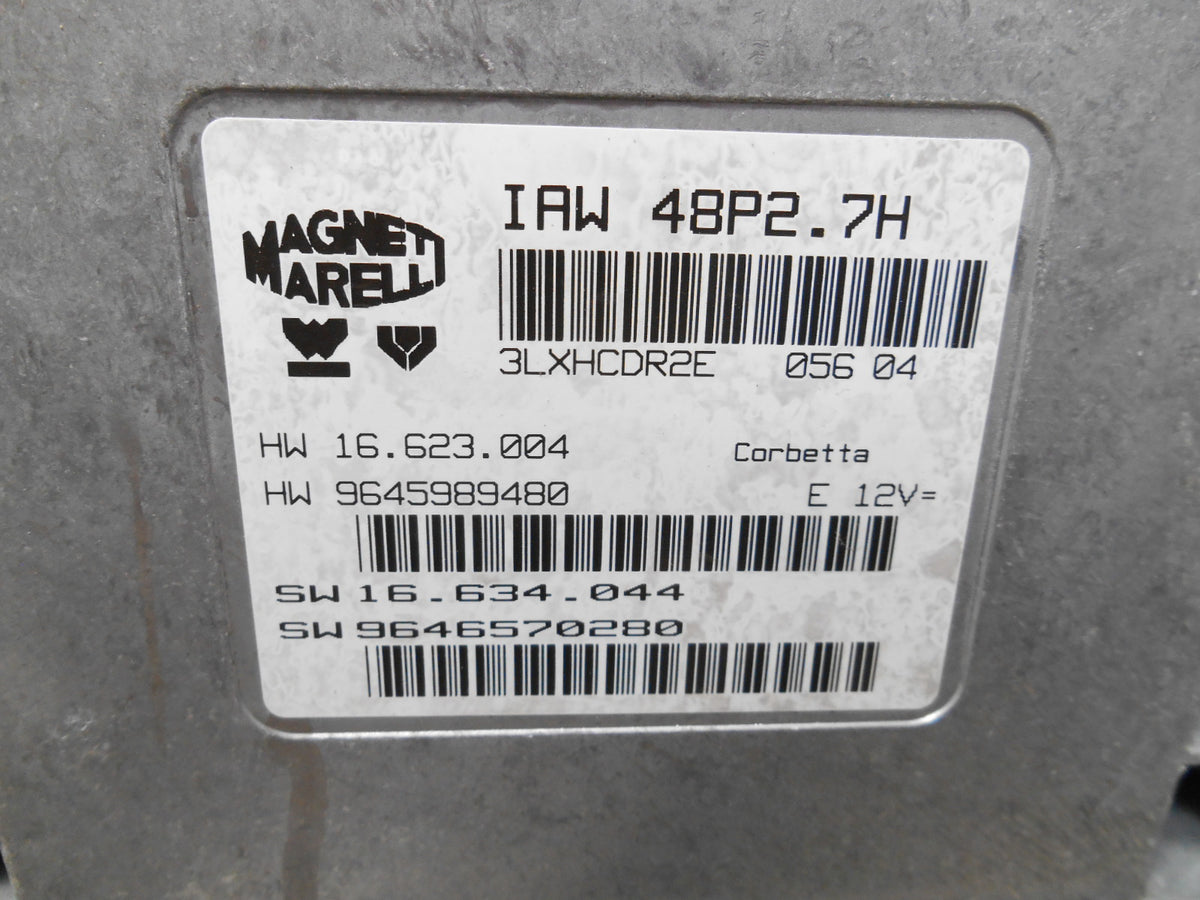 MAGNETI
MARELLI
IAW 48P2.7H
3LXHCDR2E 056 04
HW 16.623.004
Corbetta
HW 9645989480
E 12V=
SW 16.634.044
SW 9646570280